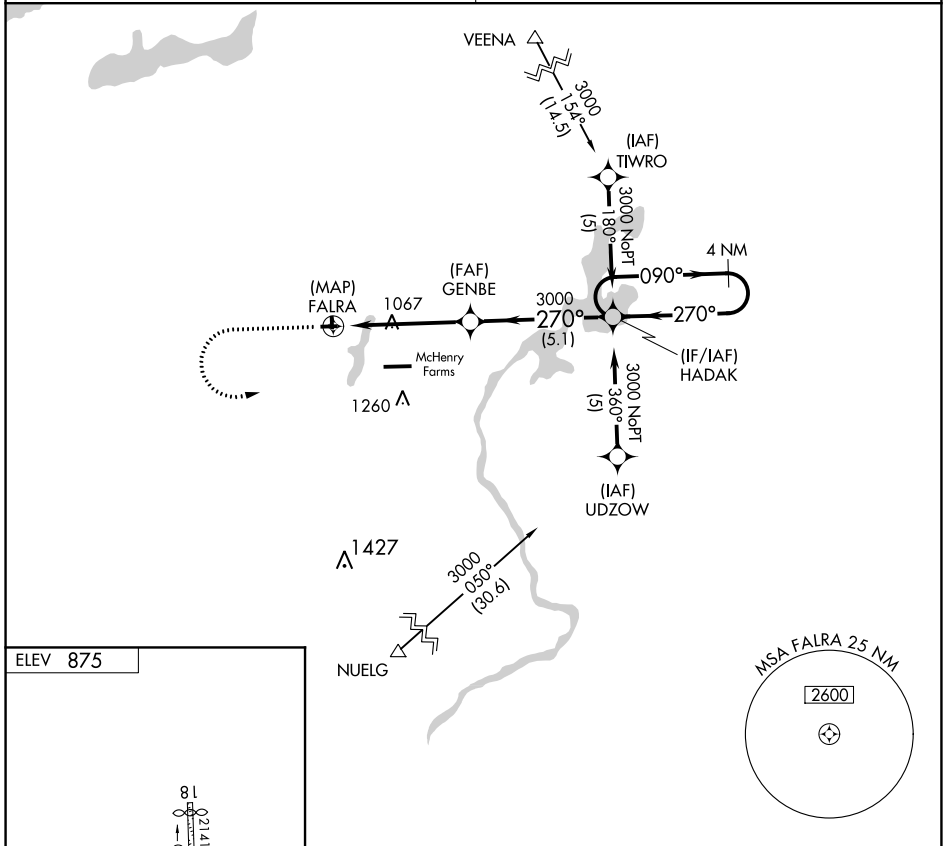 VEENA
3000
154°
(14.5)
(IAF)
TIWRO
3000 NoPT
180°
(5)
4 NM
090°
(FAF)
GENBE
(MAP)
FALRA
1067
3000
270°
(5.1)
270°
(IF/IAF)
HADAK
McHenry
Farms
1260
3000 NoPT
360°
(5)
(IAF)
UDZOW
1427
3000
050°
(30.6)
NUELG
ELEV 875
MSA FALRA 25 NM
2600
18